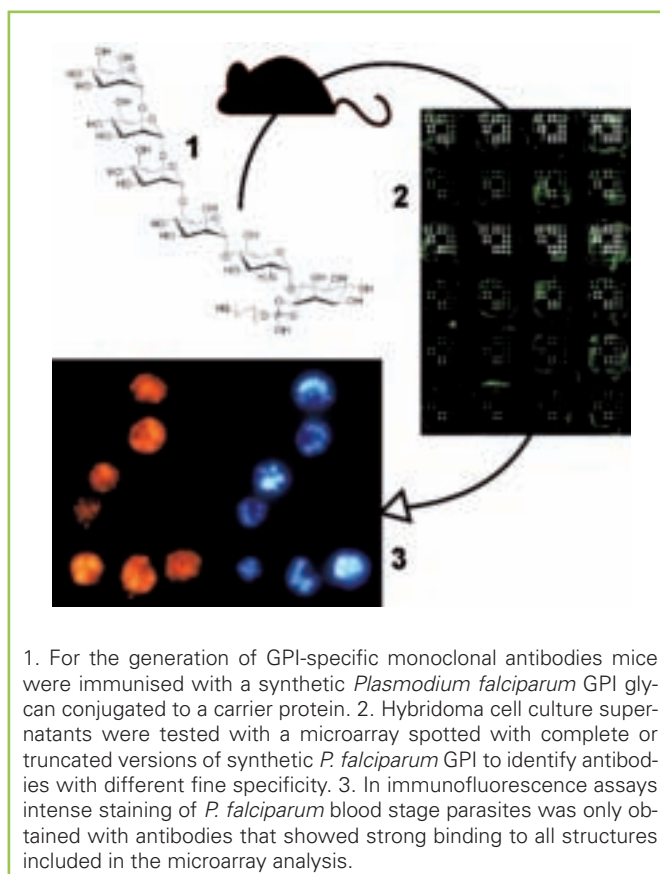 1
2
3
1. For the generation of GPI-specific monoclonal antibodies mice
were immunised with a synthetic Plasmodium falciparum GPI gly-
can conjugated to a carrier protein. 2. Hybridoma cell culture super-
natants were tested with a microarray spotted with complete or
truncated versions of synthetic P. falciparum GPI to identify antibod-
ies with different fine specificity. 3. In immunofluorescence assays
intense staining of P. falciparum blood stage parasites was only ob-
tained with antibodies that showed strong binding to all structures
included in the microarray analysis.